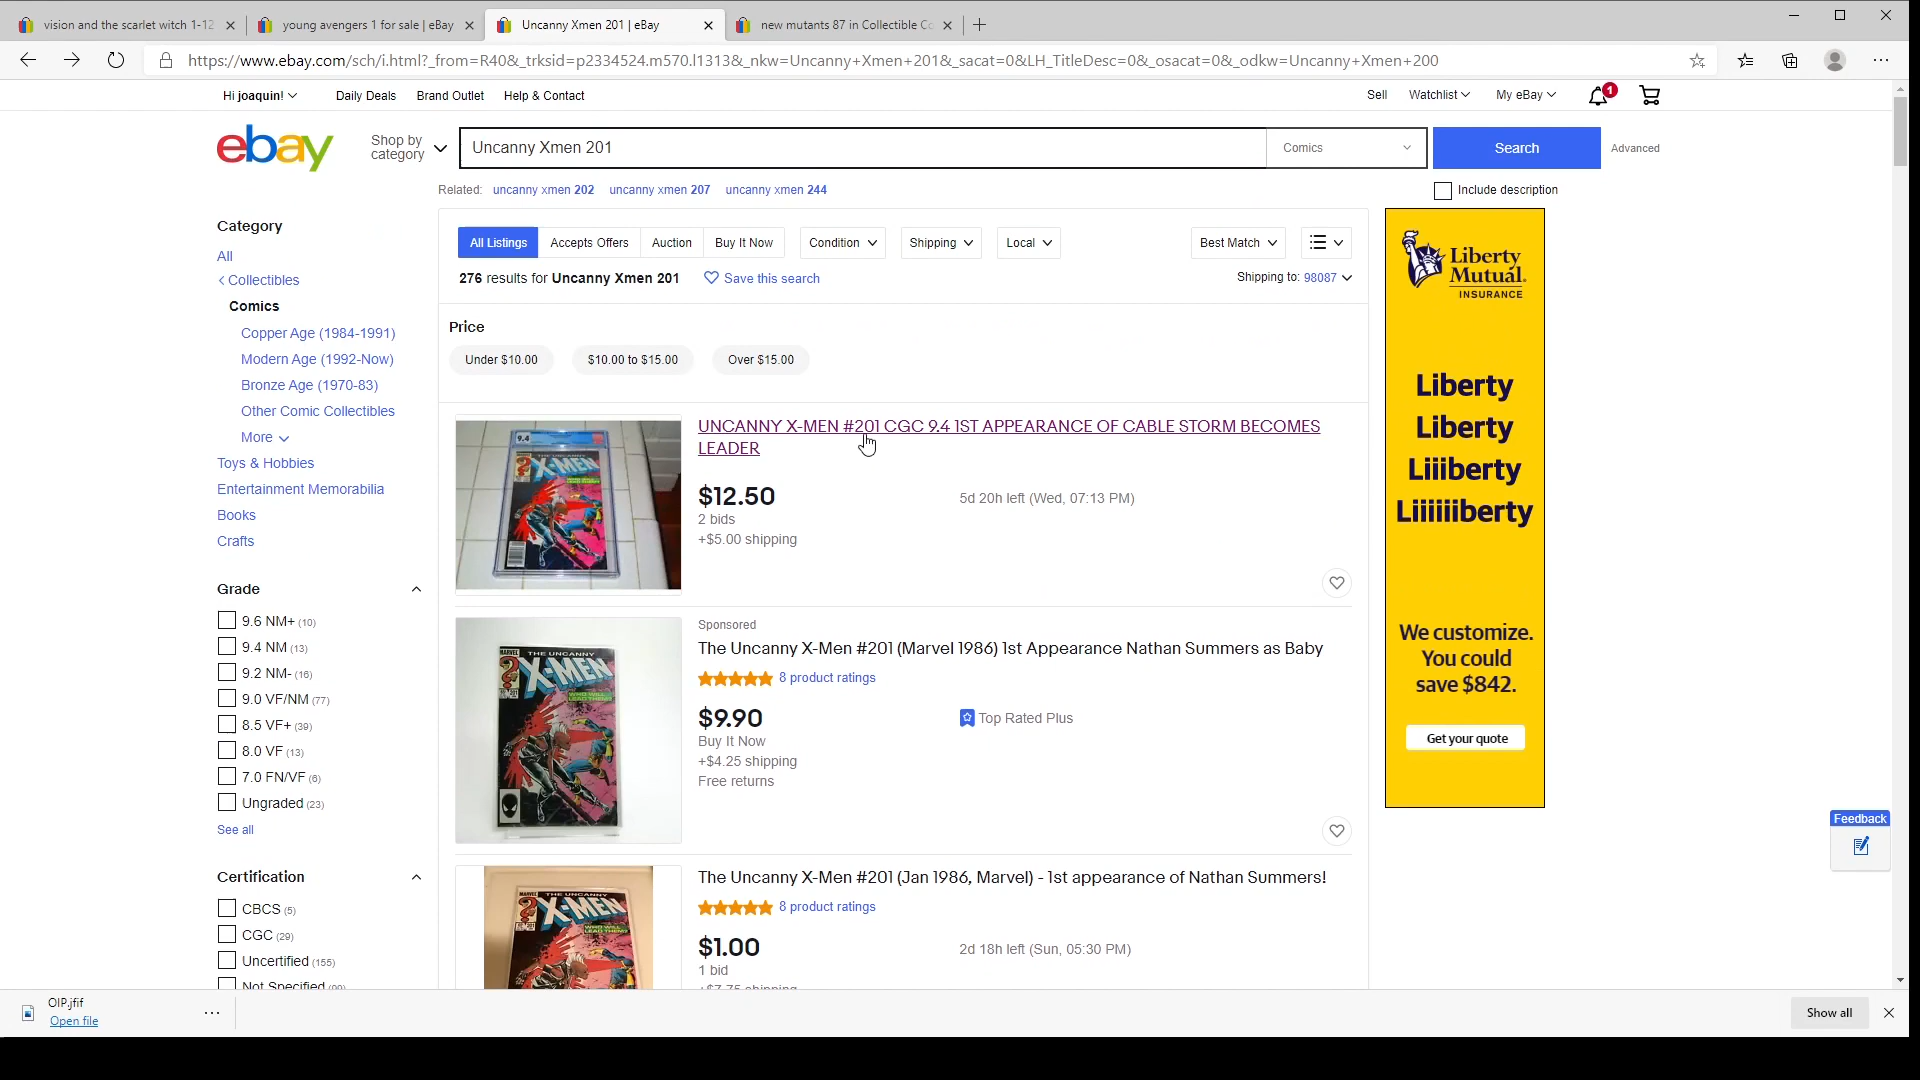 vision and the scarlet witch 1-12
young avengers 1 for sale | eBay
Uncanny Xmen 201 | eBay
new mutants 87 in Collectible Co
https://www.ebay.com/sch/i.html?_from=R40&_trksid=p2334524.m570.l1313&_nkw=Uncanny+Xmen+201&_sacat=0&LH_TitleDesc=0&_osacat=0&_odkw=Uncanny+Xmen+200
Hi joaquin!
Daily Deals
Brand Outlet
Help & Contact
Sell
Watchlist
My eBay
1
ebay
Shop by
category
Uncanny Xmen 201
Comics
Search
Advanced
Related: uncanny xmen 202 uncanny xmen 207 uncanny xmen 244
Include description
Category
All
Collectibles
Comics
Copper Age (1984-1991)
Modern Age (1992-Now)
Bronze Age (1970-83)
Other Comic Collectibles
More
Toys & Hobbies
Entertainment Memorabilia
Books
Crafts
Grade
9.6 NM+ (10)
9.4 NM (13)
9.2 NM- (16)
9.0 VF/NM (77)
8.5 VF+ (39)
8.0 VF (13)
7.0 FN/VF (6)
Ungraded (23)
See all
Certification
CBCS (5)
CGC (29)
Uncertified (155)
Not Specified
All Listings
Accepts Offers
Auction
Buy It Now
Condition
Shipping
Local
Best Match
276 results for Uncanny Xmen 201
Save this search
Shipping to: 98087
Price
Under $10.00
$10.00 to $15.00
Over $15.00
9.4
X-MEN
UNCANNY X-MEN #201 CGC 9.4 1ST APPEARANCE OF CABLE STORM BECOMES
LEADER
$12.50
2 bids
+$5.00 shipping
5d 20h left (Wed, 07:13 PM)
THE UNCANNY
X-MEN
Sponsored
The Uncanny X-Men #201 (Marvel 1986) 1st Appearance Nathan Summers as Baby
8 product ratings
$9.90
Buy It Now
+$4.25 shipping
Free returns
Top Rated Plus
THE UNCANNY
X-MEN
The Uncanny X-Men #201 (Jan 1986, Marvel) - 1st appearance of Nathan Summers!
8 product ratings
$1.00
1 bid
+$7.75 shipping
2d 18h left (Sun, 05:30 PM)
Liberty
Mutual.
INSURANCE
Liberty
Liberty
Liiiberty
Liiiiiiberty
We customize.
You could
save $842.
Get your quote
Feedback
OIP.jfif
Open file
Show all